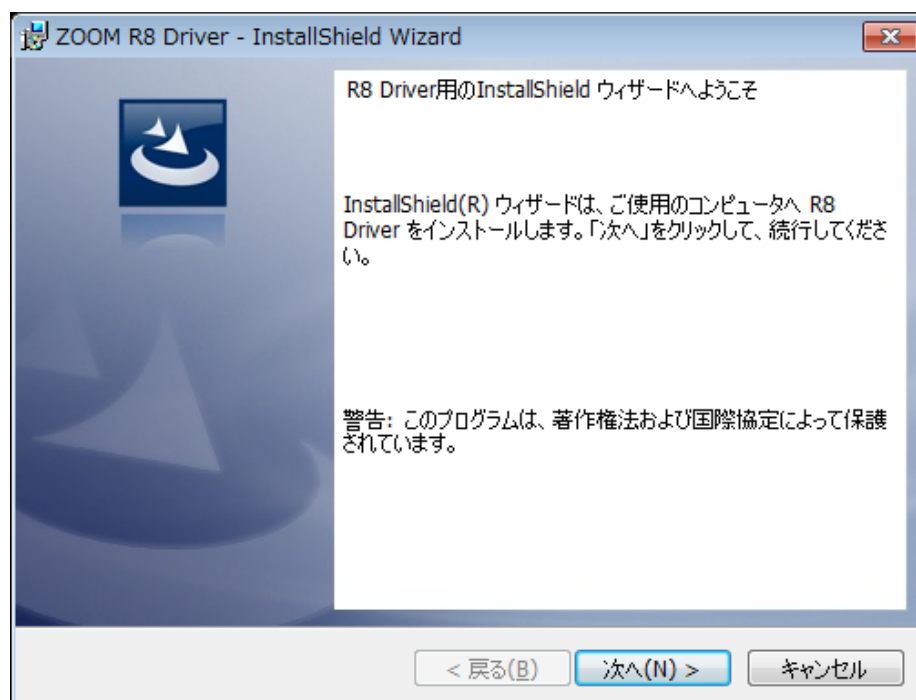 ZOOM R8 Driver - InstallShield Wizard
R8 Driver用のInstallShield ウィザードへようこそ
InstallShield(R) ウィザードは、ご使用のコンピュータへ R8
Driver をインストールします。「次へ」をクリックして、続行してくださ
い。
警告: このプログラムは、著作権法および国際協定によって保護
されています。
< 戻る(B) 次へ(N) > キャンセル